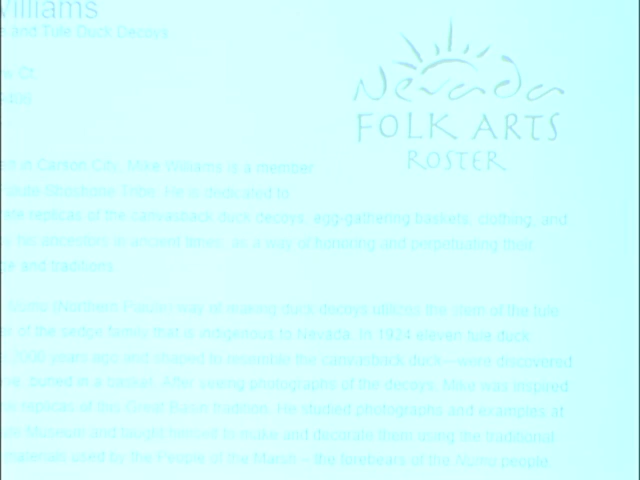 Williams
and Tule Duck Decoys
St.
Nevada
FOLK ARTS
ROSTER
in Carson City, Mike Williams is a member
Paiute Shoshone Tribe. He is dedicated to
replicas of the canvasback duck decoys, egg-gathering baskets, clothing, and
by his ancestors in ancient times, as a way of honoring and perpetuating their
and traditions.
Numu (Northern Paiute) way of making duck decoys utilizes the stem of the tule
of the sedge family that is indigenous to Nevada. In 1924 eleven tule duck
2000 years ago and shaped to resemble the canvasback duck—were discovered
buried in a basket. After seeing photographs of the decoys, Mike was inspired
replicas of this Great Basin tradition. He studied photographs and examples at
Museum and taught himself to make and decorate them using the traditional
materials used by the People of the Marsh – the forebears of the Numu people.